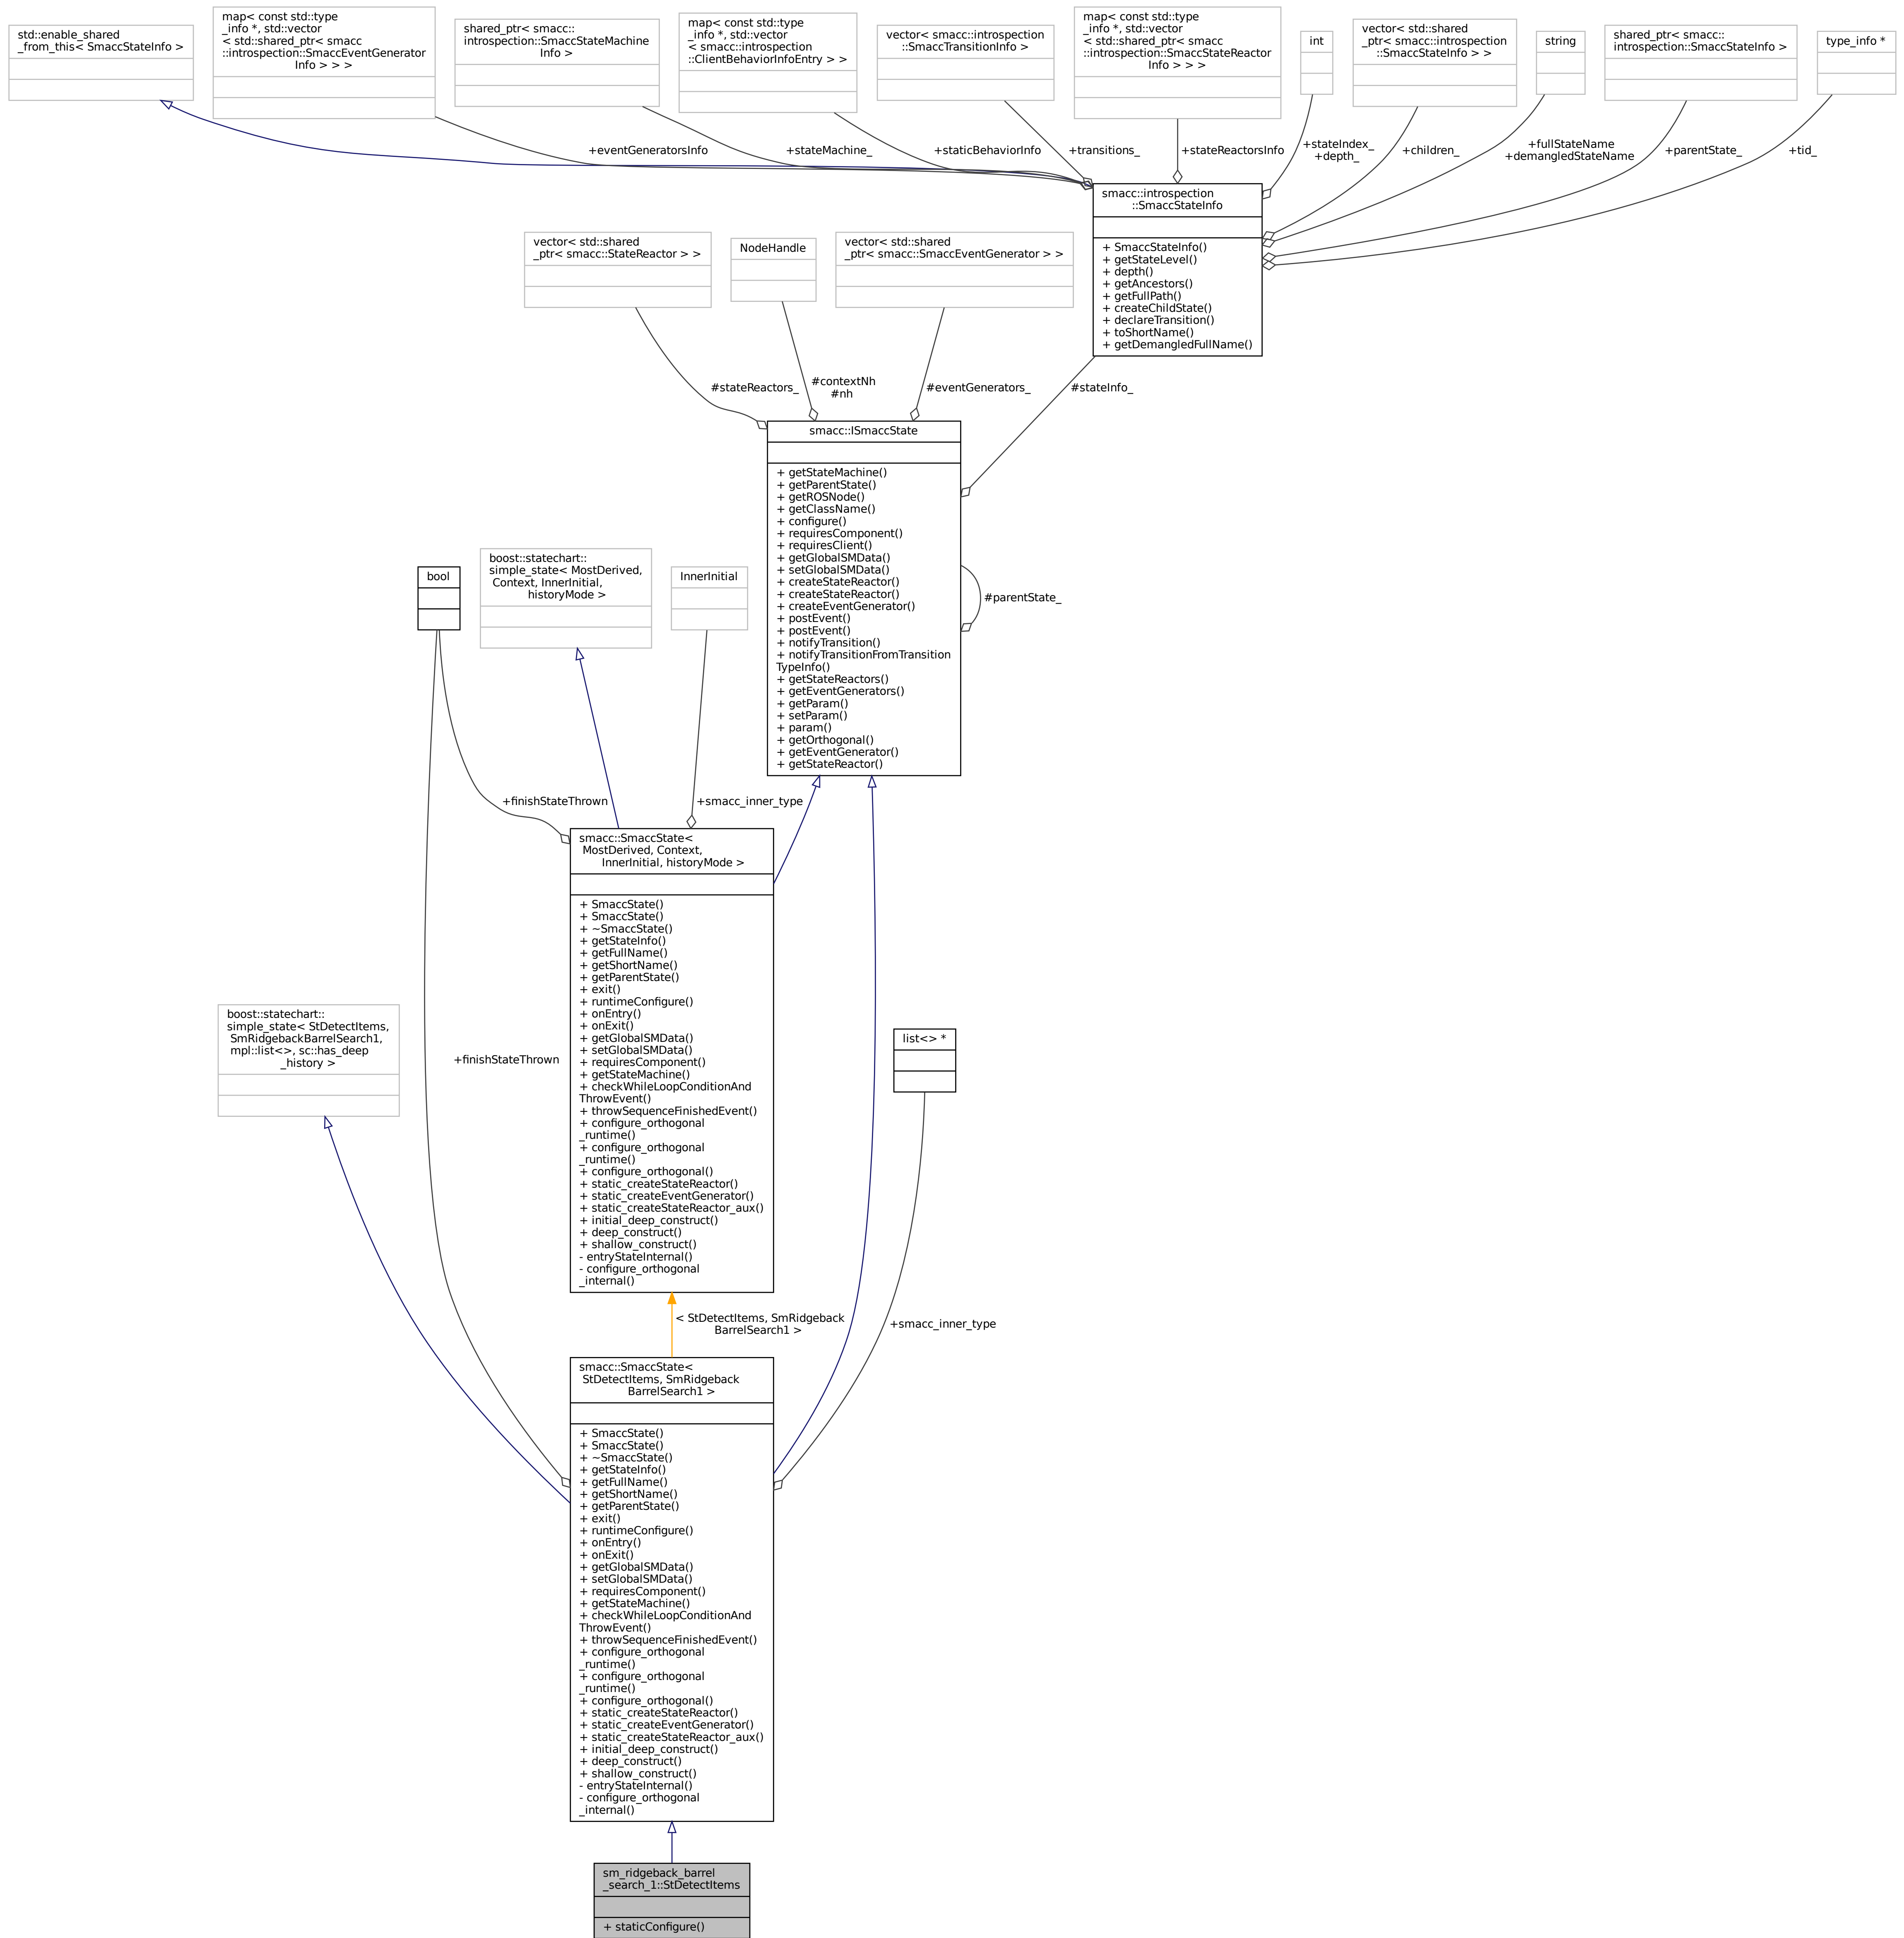 std::enable_shared
_from_this< SmaccStateInfo >
map< const std::type
_info *, std::vector
< std::shared_ptr< smacc
::introspection::SmaccEventGenerator
Info > > >
shared_ptr< smacc::
introspection::SmaccStateMachine
Info >
map< const std::type
_info *, std::vector
< smacc::introspection
::ClientBehaviorInfoEntry > >
vector< smacc::introspection
::SmaccTransitionInfo >
map< const std::type
_info *, std::vector
< std::shared_ptr< smacc
::introspection::SmaccStateReactor
Info > > >
int
vector< std::shared
_ptr< smacc::introspection
::SmaccStateInfo > >
string
shared_ptr< smacc::
introspection::SmaccStateInfo >
type_info *
+eventGeneratorsInfo
+stateMachine_
+staticBehaviorInfo
+transitions_
+stateReactorsInfo
+stateIndex_
+depth_
+children_
+fullStateName
+demangledStateName
+parentState_
+tid_
smacc::introspection
::SmaccStateInfo
+ SmaccStateInfo()
+ getStateLevel()
+ depth()
+ getAncestors()
+ getFullPath()
+ createChildState()
+ declareTransition()
+ toShortName()
+ getDemangledFullName()
vector< std::shared
_ptr< smacc::StateReactor > >
NodeHandle
vector< std::shared
_ptr< smacc::SmaccEventGenerator > >
#stateReactors_
#contextNh
#nh
#eventGenerators_
#stateInfo_
smacc::ISmaccState
+ getStateMachine()
+ getParentState()
+ getROSNode()
+ getClassName()
+ configure()
+ requiresComponent()
+ requiresClient()
+ getGlobalSMData()
+ setGlobalSMData()
+ createStateReactor()
+ createStateReactor()
+ createEventGenerator()
+ postEvent()
+ postEvent()
+ notifyTransition()
+ notifyTransitionFromTransition
TypeInfo()
+ getStateReactors()
+ getEventGenerators()
+ getParam()
+ setParam()
+ param()
+ getOrthogonal()
+ getEventGenerator()
+ getStateReactor()
#parentState_
bool
boost::statechart::
simple_state< MostDerived,
Context, InnerInitial,
historyMode >
InnerInitial
+finishStateThrown
+smacc_inner_type
smacc::SmaccState<
MostDerived, Context,
InnerInitial, historyMode >
+ SmaccState()
+ SmaccState()
+ ~SmaccState()
+ getStateInfo()
+ getFullName()
+ getShortName()
+ getParentState()
+ exit()
+ runtimeConfigure()
+ onEntry()
+ onExit()
+ getGlobalSMData()
+ setGlobalSMData()
+ requiresComponent()
+ getStateMachine()
+ checkWhileLoopConditionAnd
ThrowEvent()
+ throwSequenceFinishedEvent()
+ configure_orthogonal
_runtime()
+ configure_orthogonal
_runtime()
+ configure_orthogonal()
+ static_createStateReactor()
+ static_createEventGenerator()
+ static_createStateReactor_aux()
+ initial_deep_construct()
+ deep_construct()
+ shallow_construct()
- entryStateInternal()
- configure_orthogonal
_internal()
boost::statechart::
simple_state< StDetectItems,
SmRidgebackBarrelSearch1,
mpl::list<>, sc::has_deep
_history >
+finishStateThrown
list<> *
< StDetectItems, SmRidgeback
BarrelSearch1 >
+smacc_inner_type
smacc::SmaccState<
StDetectItems, SmRidgeback
BarrelSearch1 >
+ SmaccState()
+ SmaccState()
+ ~SmaccState()
+ getStateInfo()
+ getFullName()
+ getShortName()
+ getParentState()
+ exit()
+ runtimeConfigure()
+ onEntry()
+ onExit()
+ getGlobalSMData()
+ setGlobalSMData()
+ requiresComponent()
+ getStateMachine()
+ checkWhileLoopConditionAnd
ThrowEvent()
+ throwSequenceFinishedEvent()
+ configure_orthogonal
_runtime()
+ configure_orthogonal
_runtime()
+ configure_orthogonal()
+ static_createStateReactor()
+ static_createEventGenerator()
+ static_createStateReactor_aux()
+ initial_deep_construct()
+ deep_construct()
+ shallow_construct()
- entryStateInternal()
- configure_orthogonal
_internal()
sm_ridgeback_barrel
_search_1::StDetectItems
+ staticConfigure()